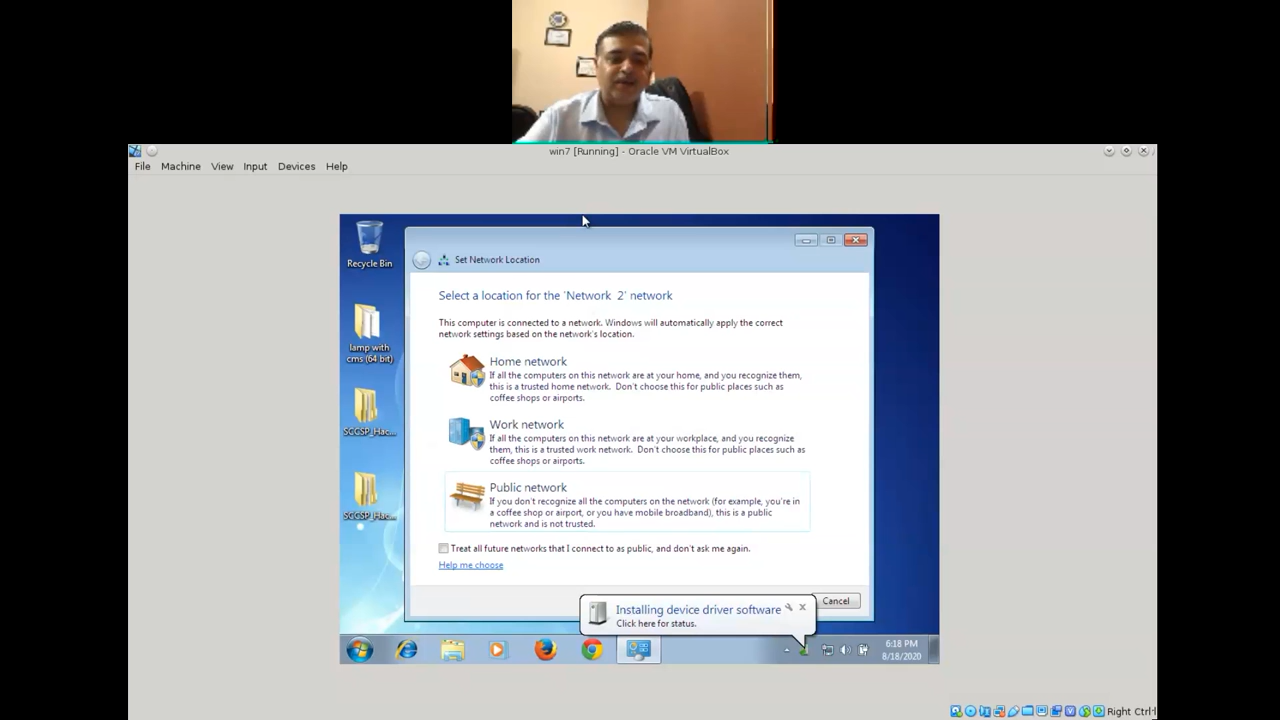 win7 [Running] - Oracle VM VirtualBox
File Machine View Input Devices Help
Recycle Bin
lamp with
cms (64 bit)
SCCSP_Hac...
SCCSP_Hac...
Set Network Location
Select a location for the 'Network 2' network
This computer is connected to a network. Windows will automatically apply the correct
network settings based on the network's location.
Home network
If all the computers on this network are at your home, and you recognize them,
this is a trusted home network. Don't choose this for public places such as
coffee shops or airports.
Work network
If all the computers on this network are at your workplace, and you recognize
them, this is a trusted work network. Don't choose this for public places such as
coffee shops or airports.
Public network
If you don't recognize all the computers on the network (for example, you're in
a coffee shop or airport, or you have mobile broadband), this is a public
network and is not trusted.
Treat all future networks that I connect to as public, and don't ask me again.
Help me choose
Cancel
Installing device driver software
Click here for status.
6:18 PM
8/18/2020
Right Ctrl